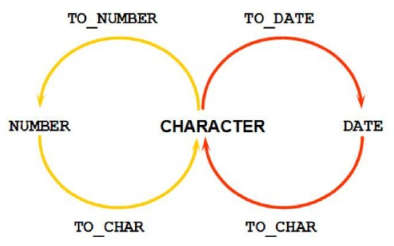 TO_NUMBER TO_DATE
NUMBER CHARACTER DATE
TO_CHAR TO_CHAR